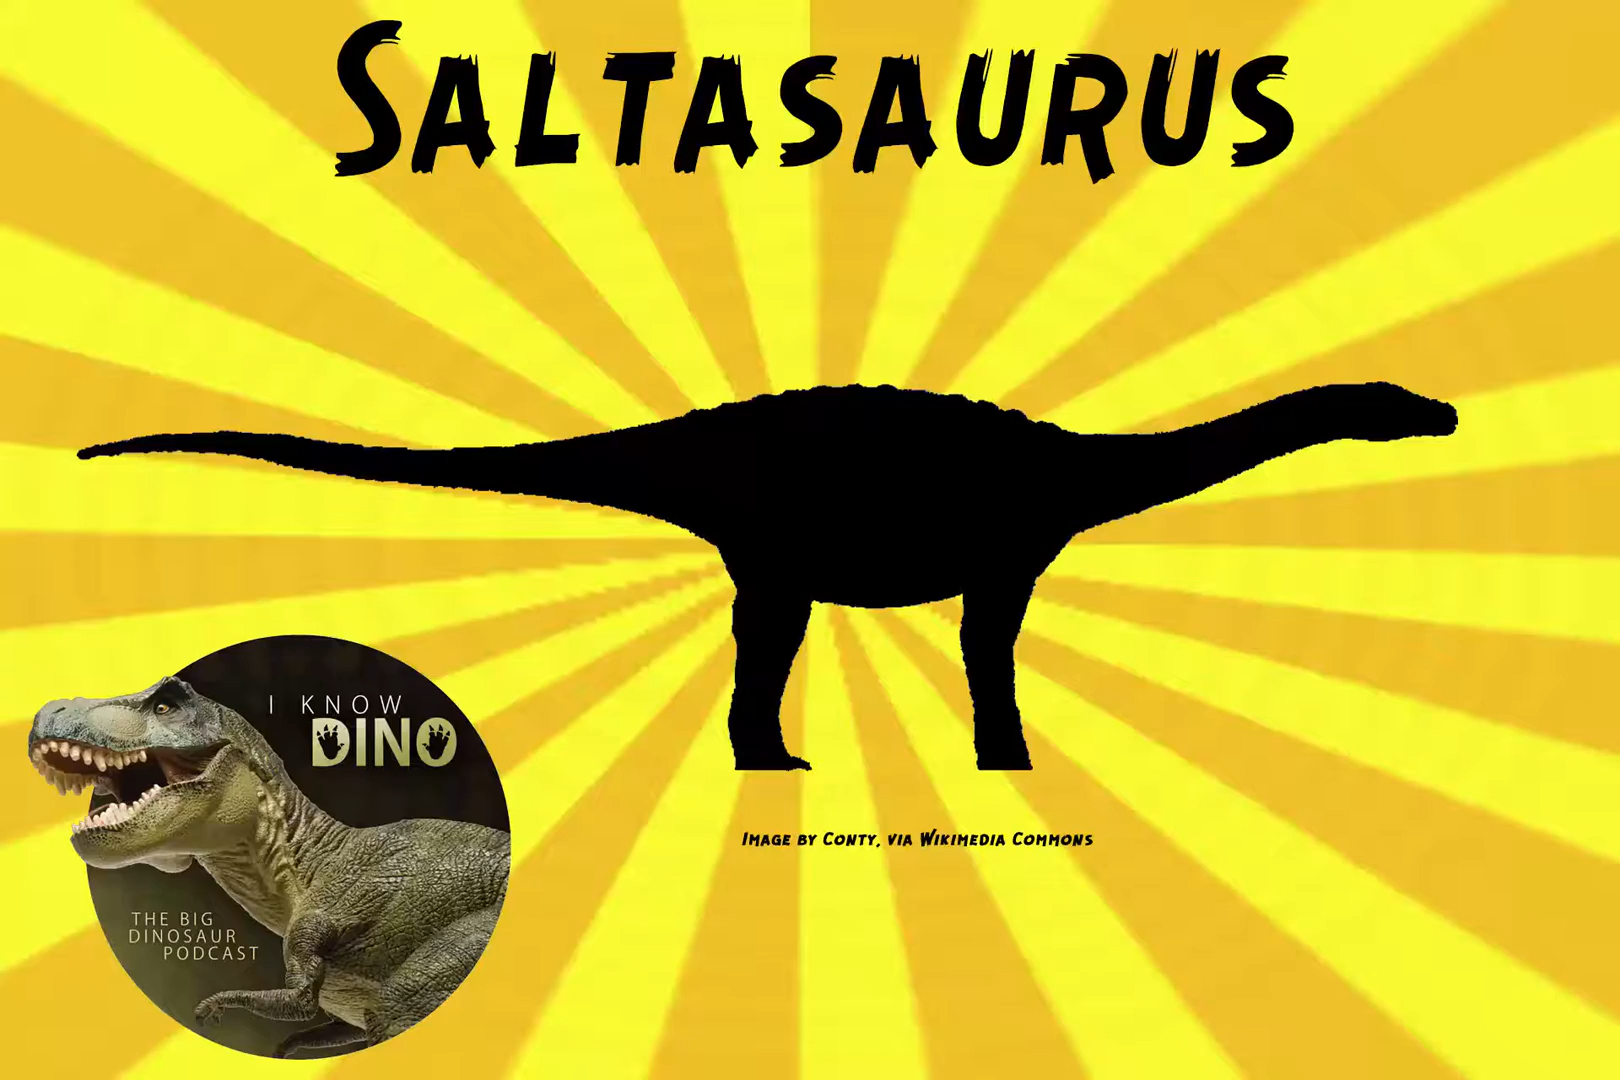 SALTASAURUS
I KNOW
DINO
IMAGE BY CONTY, VIA WIKIMEDIA COMMONS
THE BIG
DINOSAUR
PODCAST